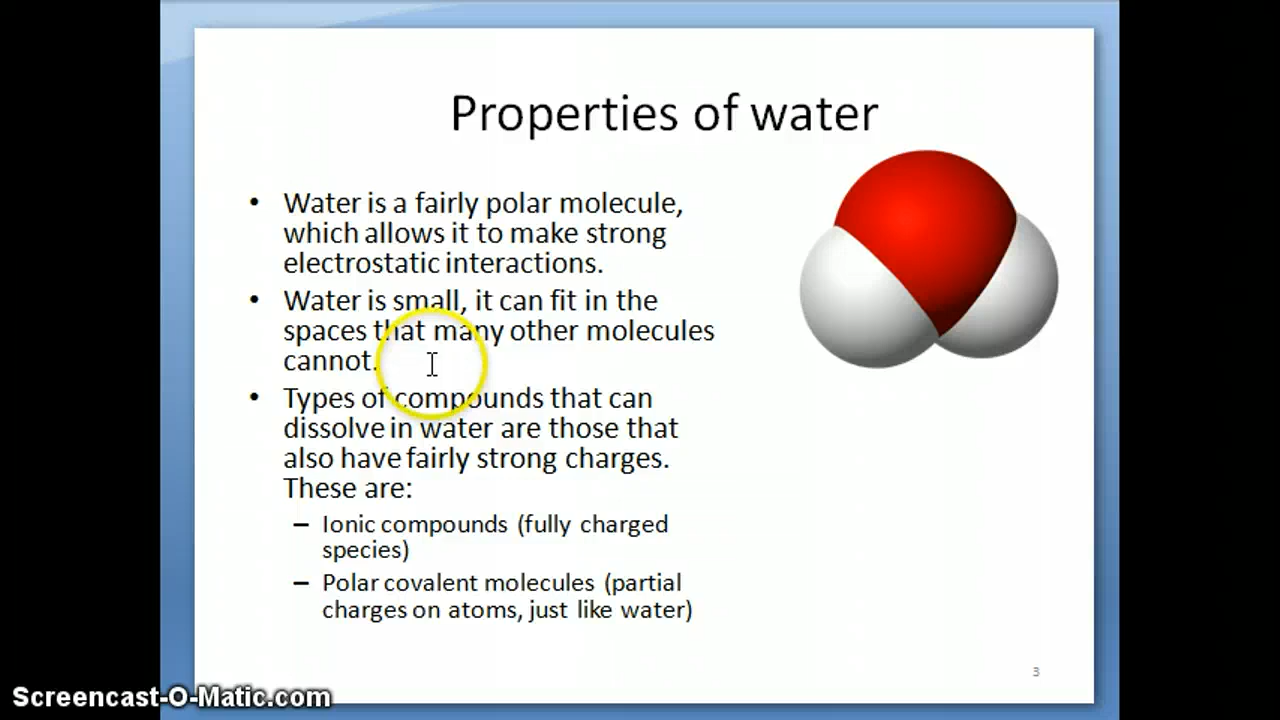 Properties of water
• Water is a fairly polar molecule,
which allows it to make strong
electrostatic interactions.
• Water is small, it can fit in the
spaces that many other molecules
cannot.
• Types of compounds that can
dissolve in water are those that
also have fairly strong charges.
These are:
– Ionic compounds (fully charged
species)
– Polar covalent molecules (partial
charges on atoms, just like water)
3
Screencast-O-Matic.com